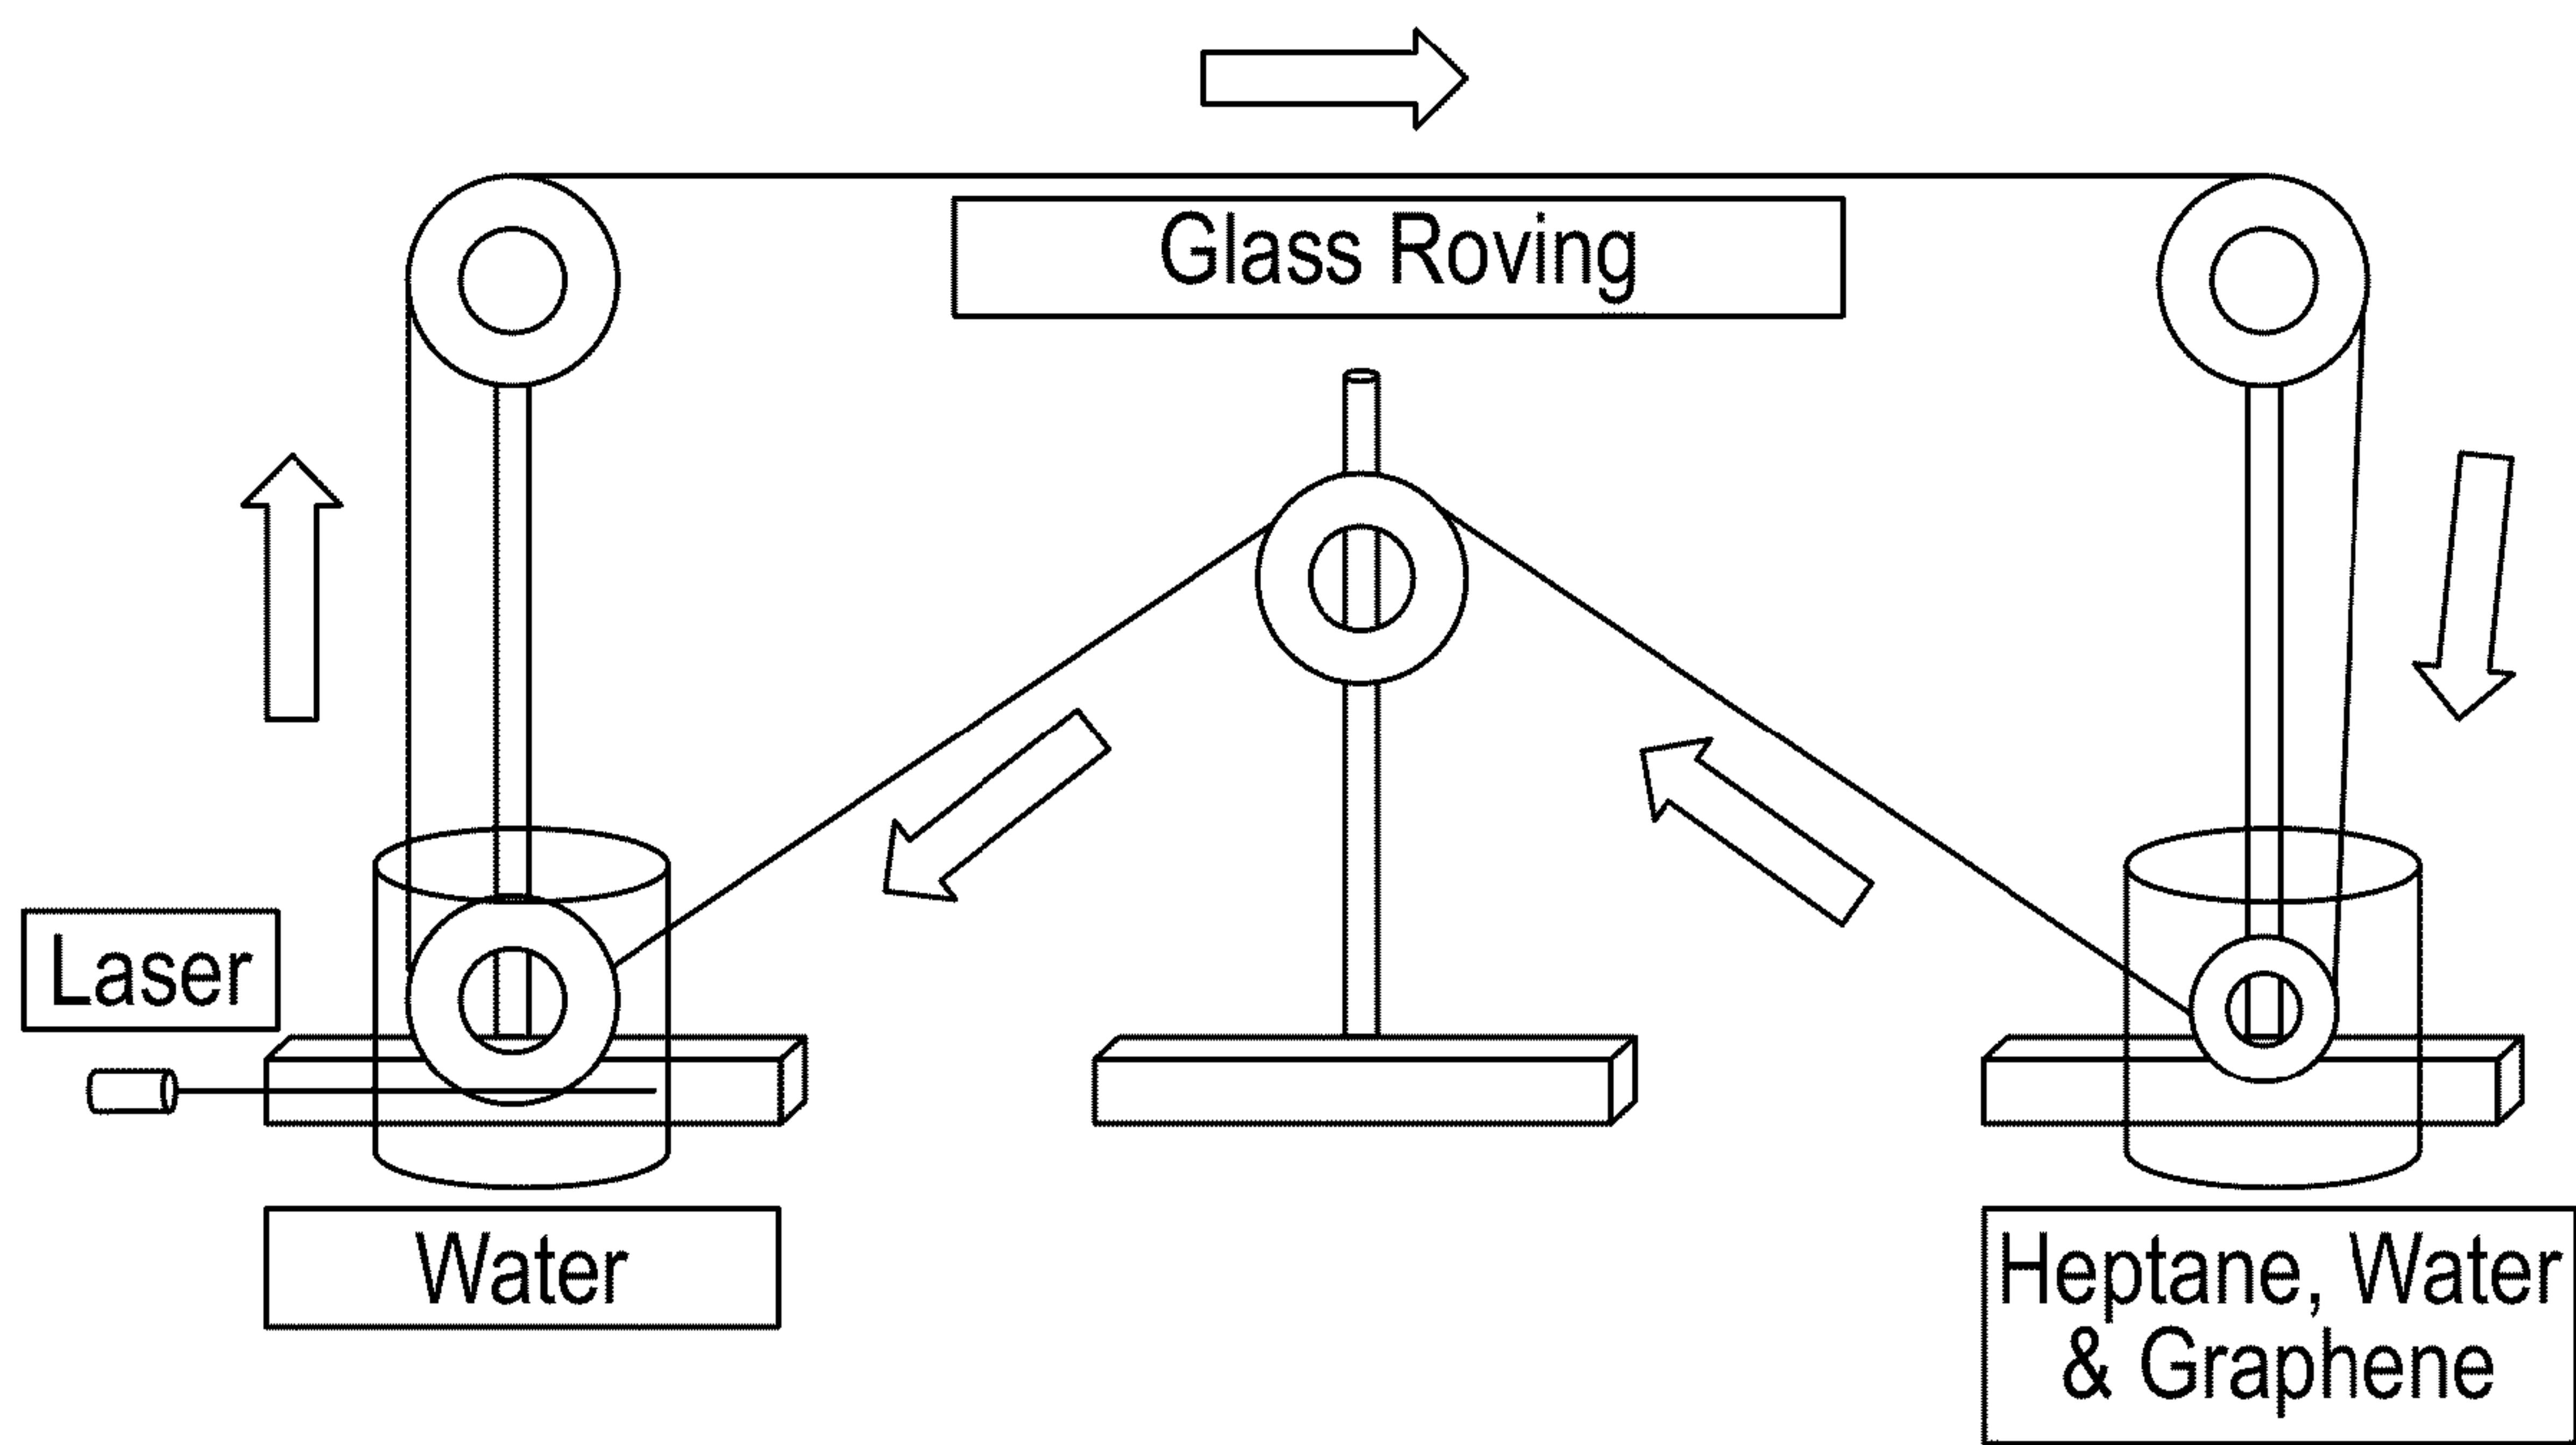 Glass Roving
Laser
Water
Heptane, Water
& Graphene